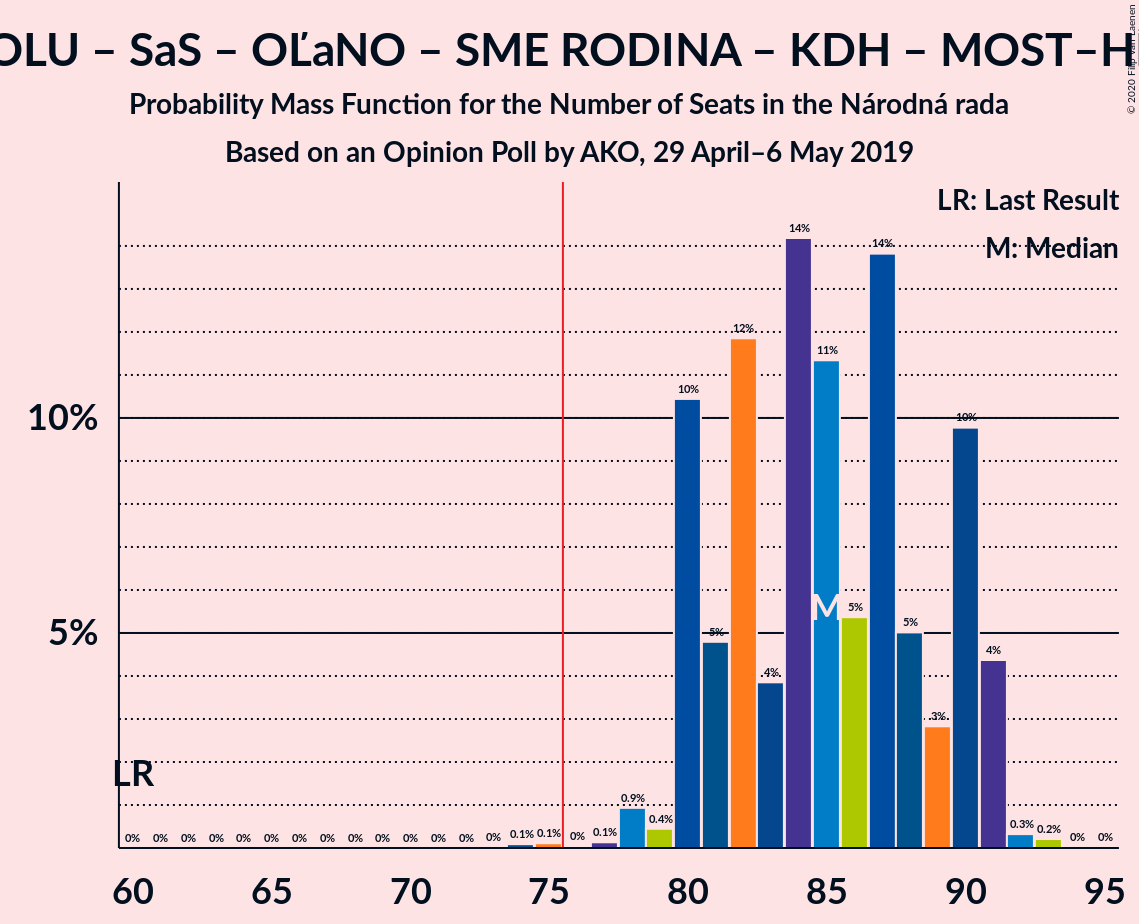 OLU – SaS – OĽaNO – SME RODINA – KDH – MOST–H
Probability Mass Function for the Number of Seats in the Národná rada
Based on an Opinion Poll by AKO, 29 April–6 May 2019
© 2020 Filip van Laenen
LR: Last Result
M: Median
14%
14%
12%
11%
10%
10%
10%
5%
5%
5%
5%
4%
4%
3%
M
LR
0% 0% 0% 0% 0% 0% 0% 0% 0% 0% 0% 0% 0% 0% 0.1% 0.1% 0% 0.1% 0.9% 0.4% 0.3% 0.2% 0% 0%
60 65 70 75 80 85 90 95